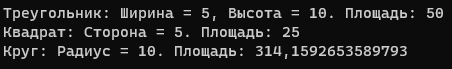 Треугольник: Ширина = 5, Высота = 10. Площадь: 50
Квадрат: Сторона = 5. Площадь: 25
Круг: Радиус = 10. Площадь: 314,1592653589793